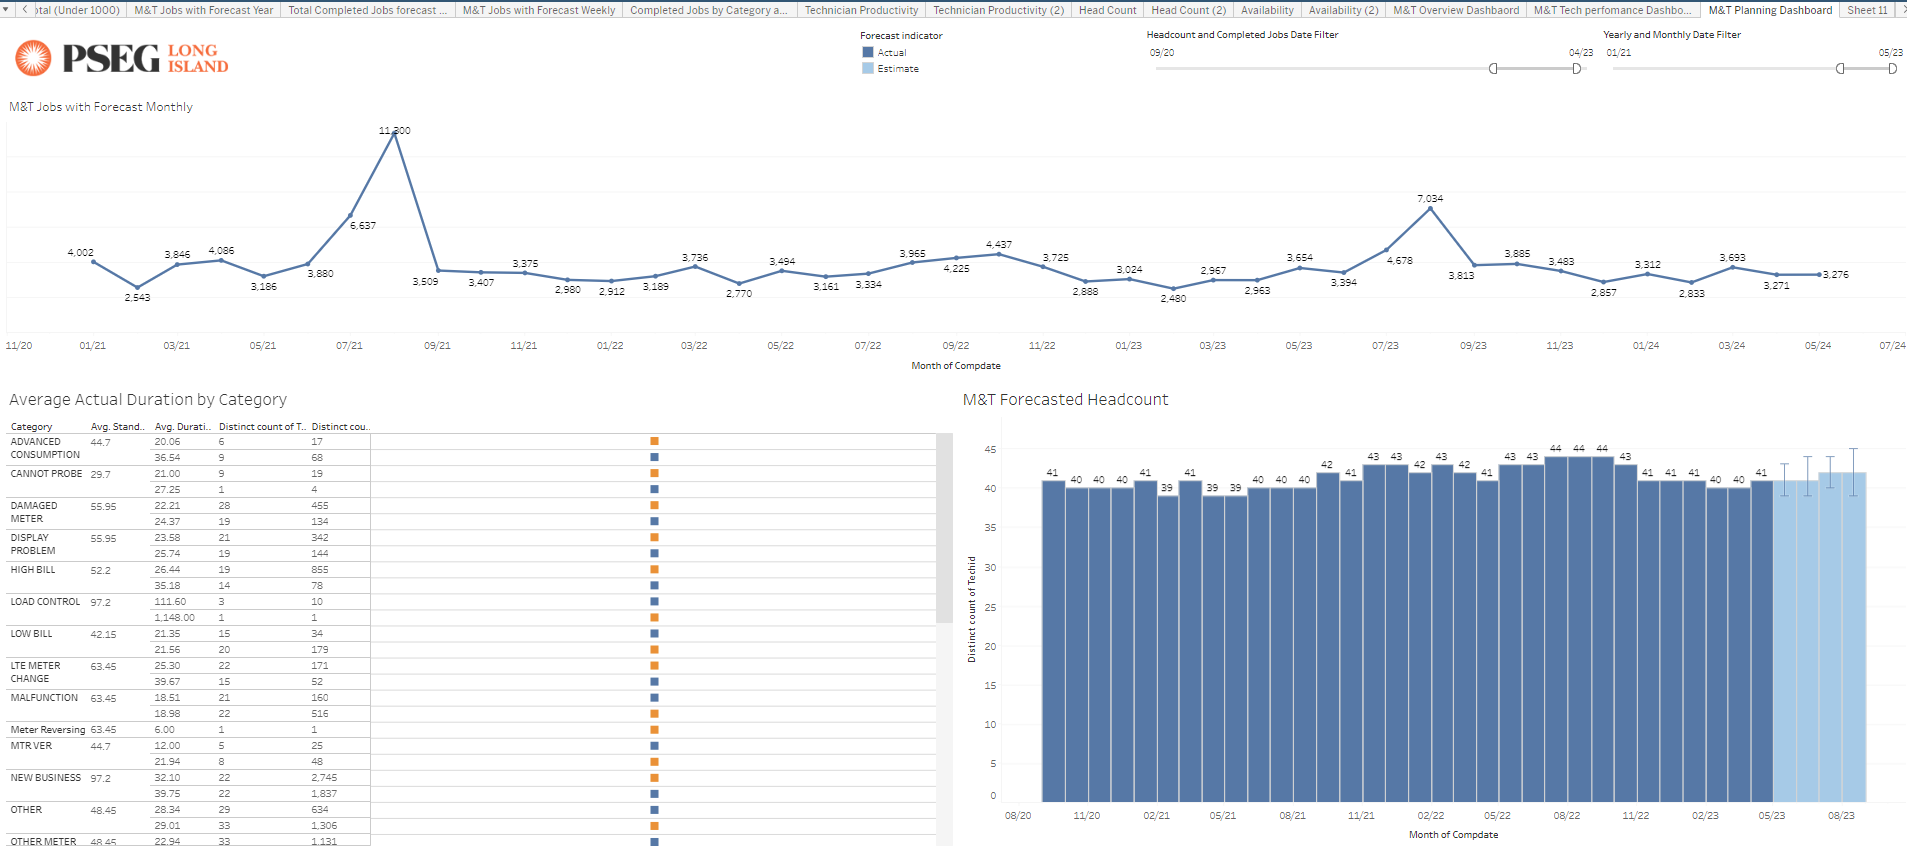 otal (Under 1000) M&T Jobs with Forecast Year Total Completed Jobs forecast ... M&T Jobs with Forecast Weekly Completed Jobs by Category a... Technician Productivity Technician Productivity (2) Head Count Head Count (2) Availability Availability (2) M&T Overview Dashbaord M&T Tech perfomance Dashbo... M&T Planning Dashboard Sheet 11
PSEG LONG ISLAND
Forecast indicator
Actual
Estimate
Headcount and Completed Jobs Date Filter
09/20 04/23
Yearly and Monthly Date Filter
01/21 05/23
M&T Jobs with Forecast Monthly
4,002 2,543 3,846 4,086 3,186 3,880 6,637 11,300 3,509 3,407 3,375 2,980 2,912 3,189 3,736 2,770 3,494 3,161 3,334 3,965 4,225 4,437 3,725 2,888 3,024 2,480 2,967 2,963 3,654 3,394 4,678 7,034 3,813 3,885 3,483 2,857 3,312 2,833 3,693 3,271 3,276
11/20 01/21 03/21 05/21 07/21 09/21 11/21 01/22 03/22 05/22 07/22 09/22 11/22 01/23 03/23 05/23 07/23 09/23 11/23 01/24 03/24 05/24 07/24
Month of Compdate
Average Actual Duration by Category
Category Avg. Stand.. Avg. Durati.. Distinct count of T.. Distinct cou..
ADVANCED CONSUMPTION 44.7 20.06 6 17
36.54 9 68
CANNOT PROBE 29.7 21.00 9 19
27.25 1 4
DAMAGED METER 55.95 22.21 28 455
24.37 19 134
DISPLAY PROBLEM 55.95 23.58 21 342
25.74 19 144
HIGH BILL 52.2 26.44 19 855
35.18 14 78
LOAD CONTROL 97.2 111.60 3 10
1,148.00 1 1
LOW BILL 42.15 21.35 15 34
21.56 20 179
LTE METER CHANGE 63.45 25.30 22 171
39.67 15 52
MALFUNCTION 63.45 18.51 21 160
18.98 22 516
Meter Reversing 63.45 6.00 1 1
MTR VER 44.7 12.00 5 25
21.94 8 48
NEW BUSINESS 97.2 32.10 22 2,745
39.75 22 1,837
OTHER 48.45 28.34 29 634
29.01 33 1,306
OTHER METER 48.45 22.94 33 1,131
M&T Forecasted Headcount
Distinct count of Techid
45
40
35
30
25
20
15
10
5
0
41 40 40 40 41 39 41 39 39 40 40 40 42 41 43 43 42 43 42 41 43 43 44 44 44 43 41 41 41 40 40 41
08/20 11/20 02/21 05/21 08/21 11/21 02/22 05/22 08/22 11/22 02/23 05/23 08/23
Month of Compdate